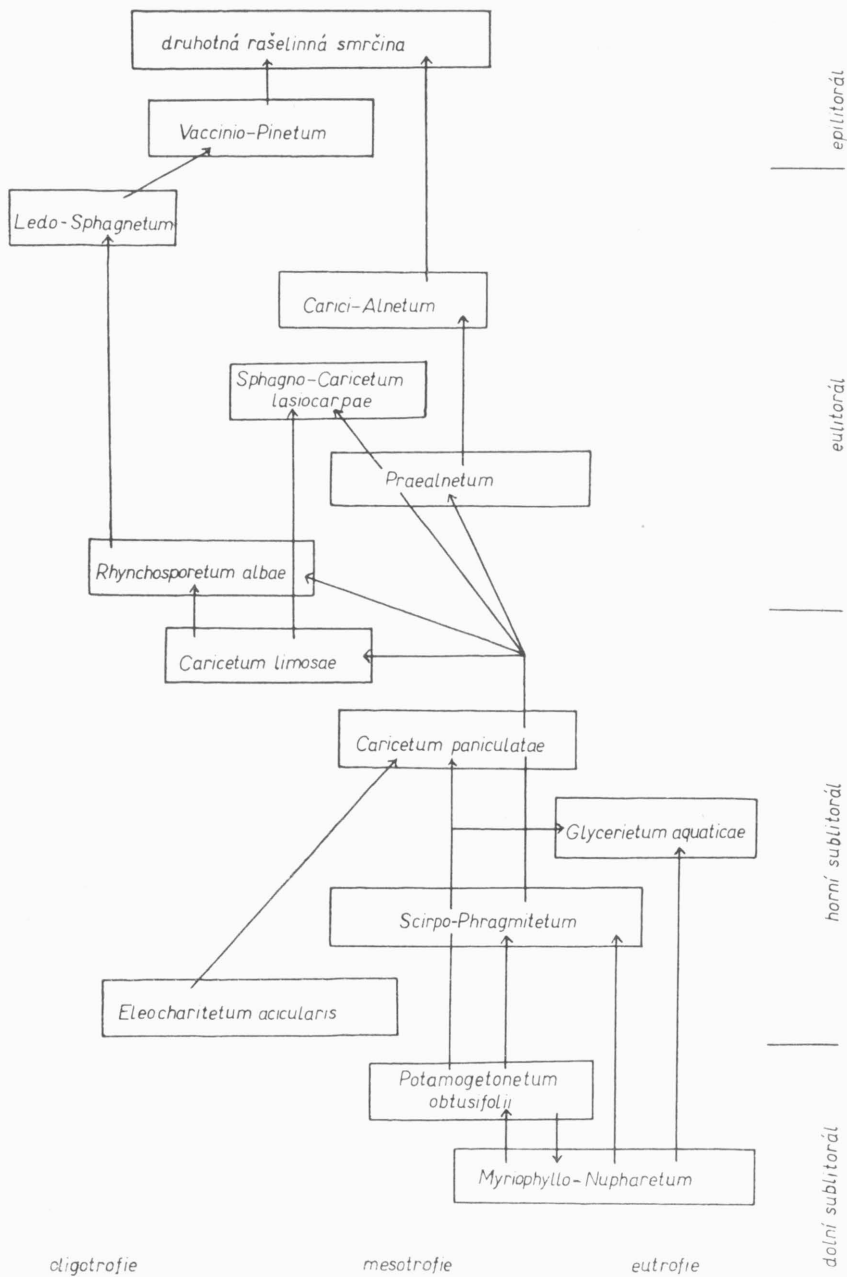 druhotná rašelinná smrčina
epilitorál
Vaccinio-Pinetum
Ledo-Sphagnetum
Carici-Alnetum
Sphagno-Caricetum
lasiocarpae
eulitorál
Praealnetum
Rhynchosporetum albae
Caricetum limosae
Caricetum paniculatae
Glycerietum aquaticae
horní sublitorál
Scirpo-Phragmitetum
Eleocharitetum acicularis
Potamogetonetum
obtusifolii
Myriophyllo-Nupharetum
dolní sublitorál
oligotrofie mesotrofie eutrofie